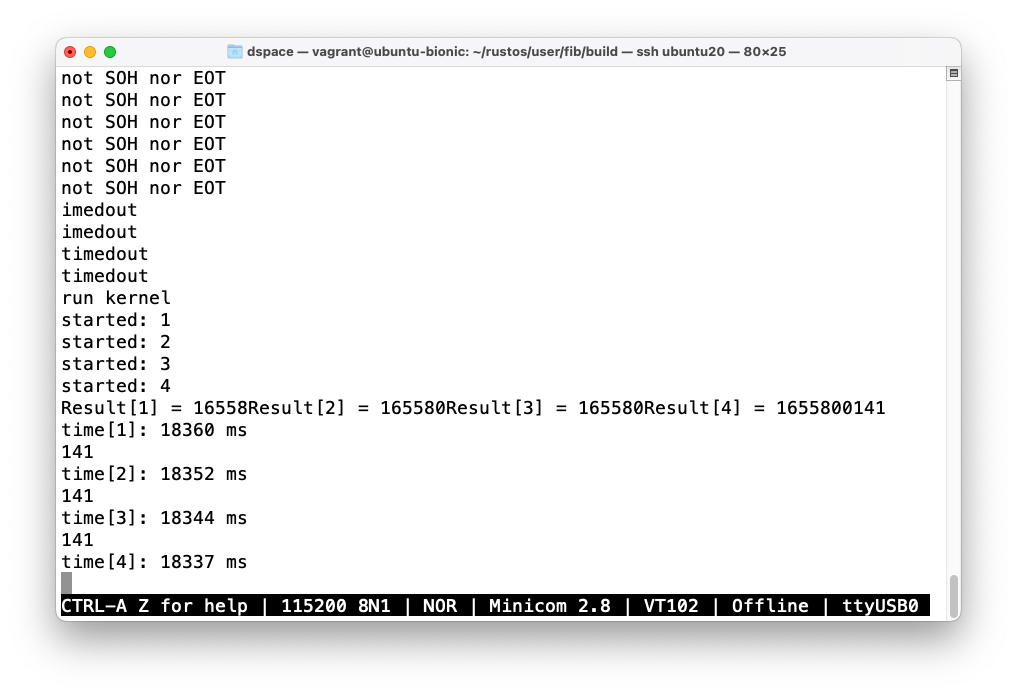 dspace — vagrant@ubuntu-bionic: ~/rustos/user/fib/build — ssh ubuntu20 — 80×25
not SOH nor EOT
not SOH nor EOT
not SOH nor EOT
not SOH nor EOT
not SOH nor EOT
not SOH nor EOT
imedout
imedout
timedout
timedout
run kernel
started: 1
started: 2
started: 3
started: 4
Result[1] = 16558Result[2] = 165580Result[3] = 165580Result[4] = 1655800141
time[1]: 18360 ms
141
time[2]: 18352 ms
141
time[3]: 18344 ms
141
time[4]: 18337 ms
CTRL-A Z for help | 115200 8N1 | NOR | Minicom 2.8 | VT102 | Offline | ttyUSB0